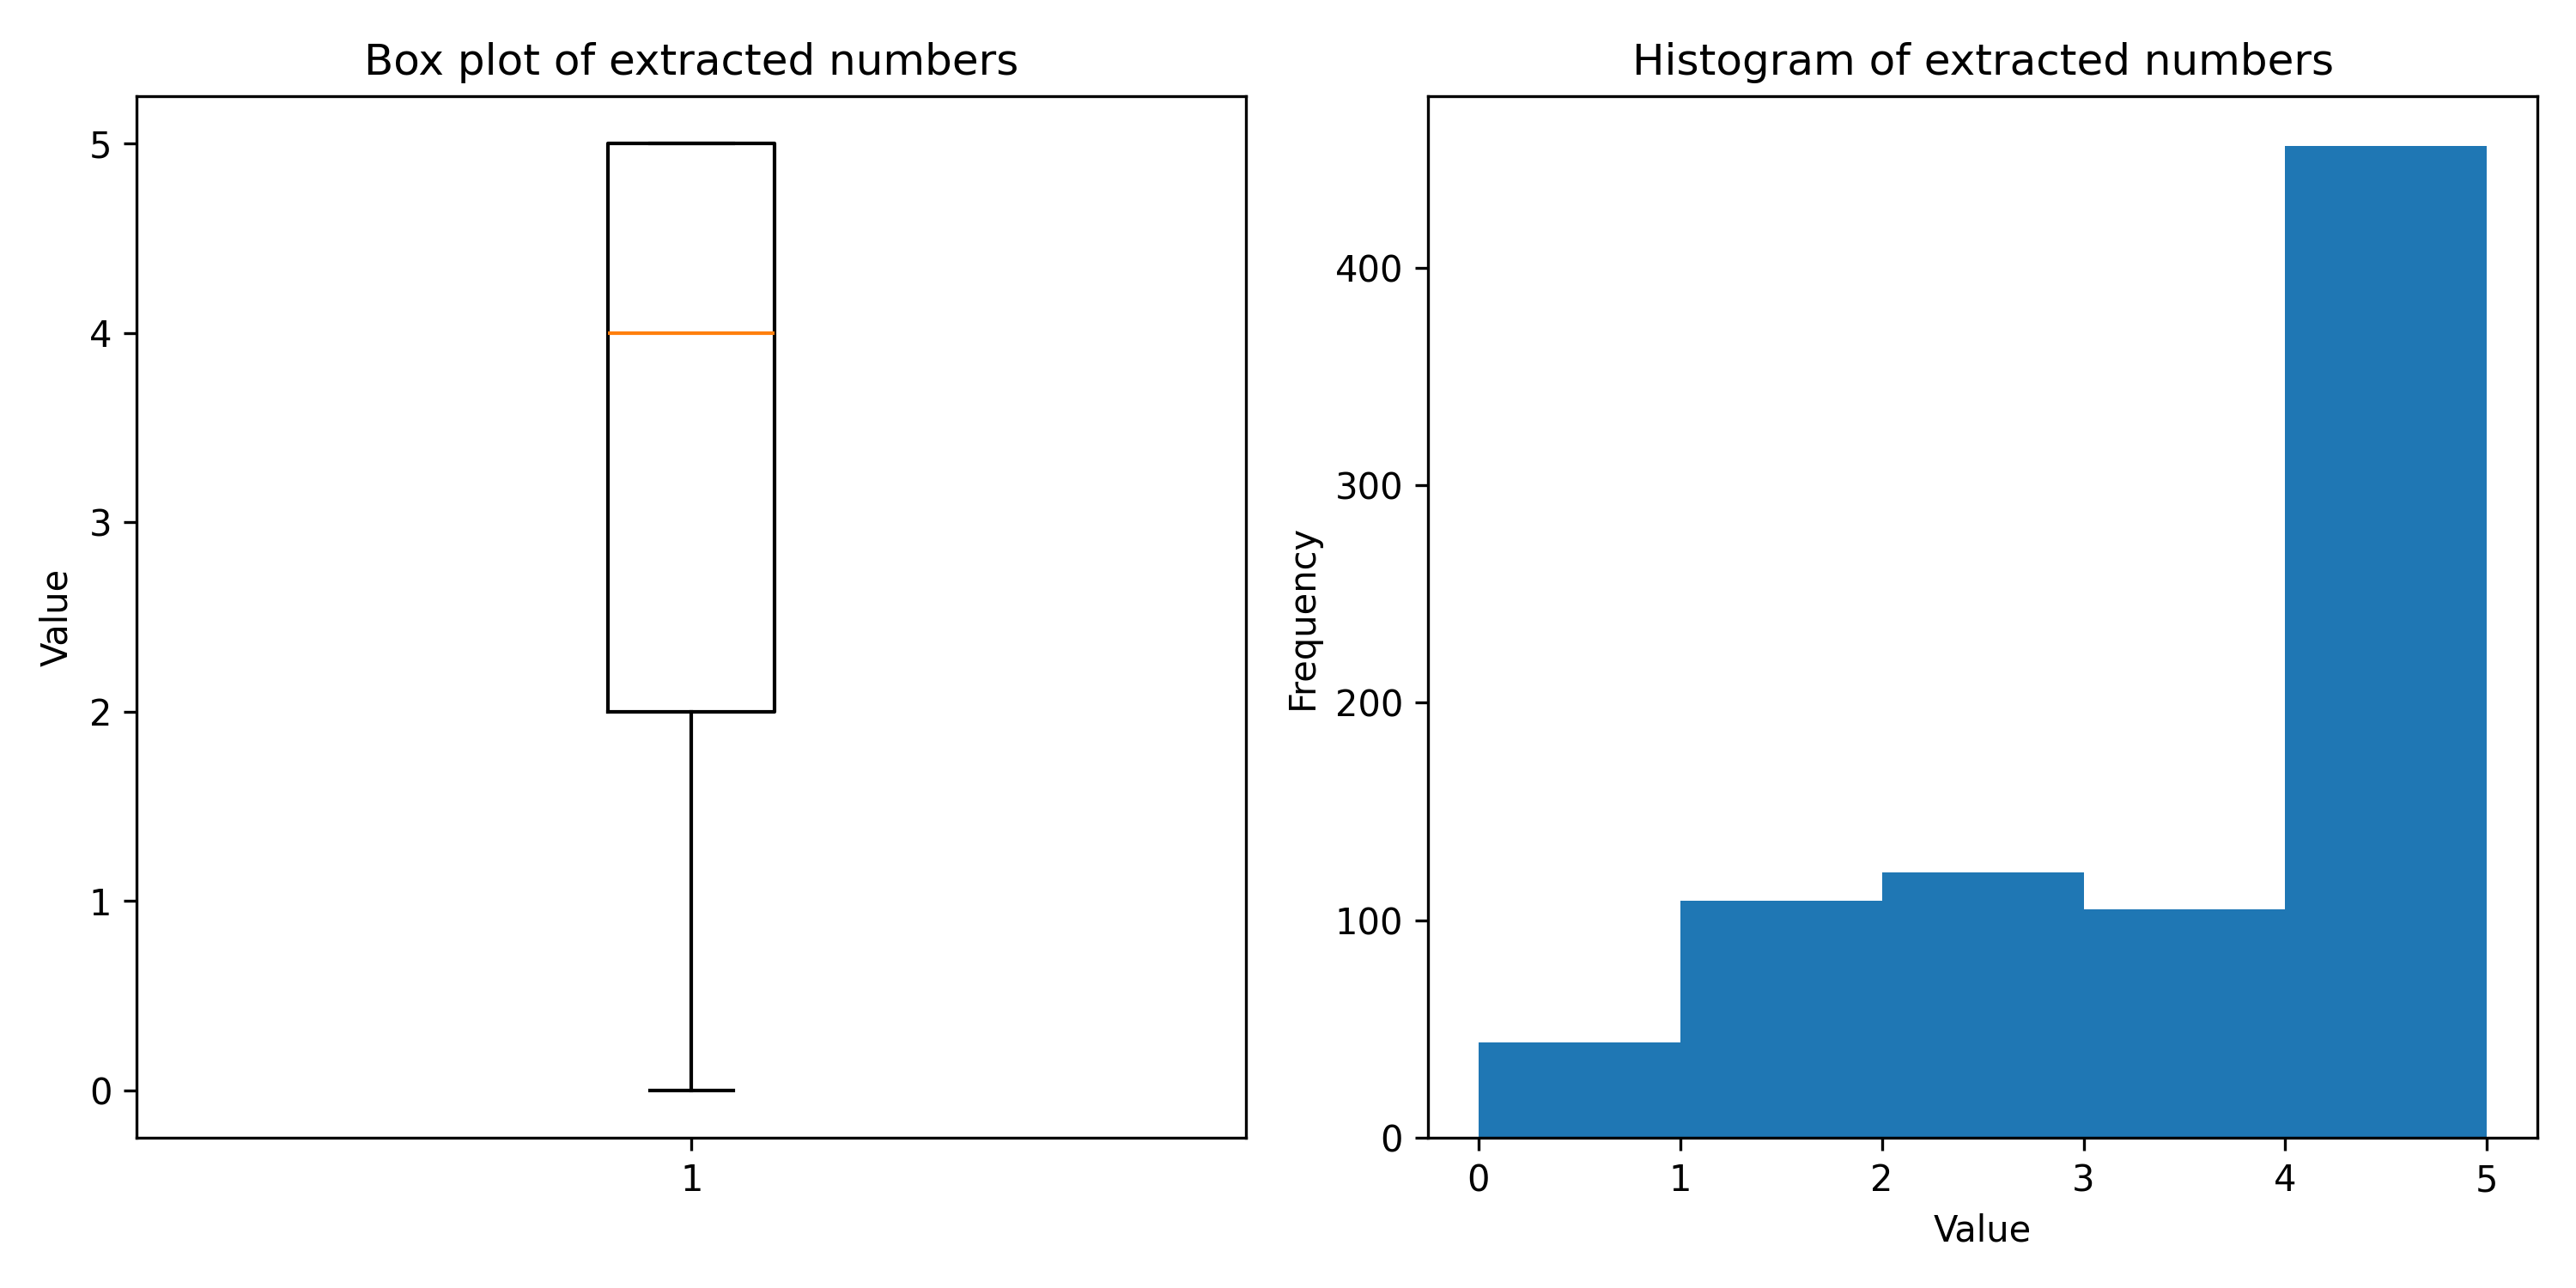 Box plot of extracted numbers
Value
5
4
3
2
1
0
1
Histogram of extracted numbers
Frequency
400
300
200
100
0
0 1 2 3 4 5
Value